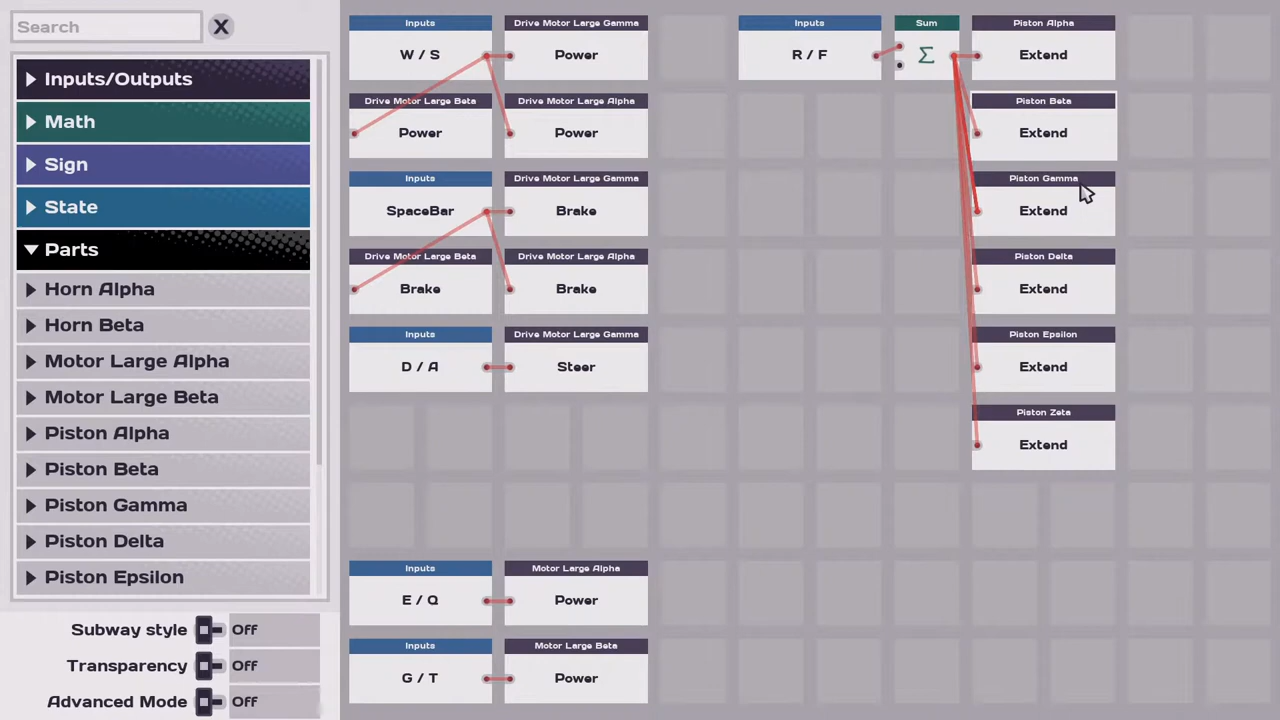 Search
X
Inputs/Outputs
Math
Sign
State
Parts
Horn Alpha
Horn Beta
Motor Large Alpha
Motor Large Beta
Piston Alpha
Piston Beta
Piston Gamma
Piston Delta
Piston Epsilon
Subway style Off
Transparency Off
Advanced Mode Off
Inputs
W / S
Drive Motor Large Gamma
Power
Drive Motor Large Beta
Power
Drive Motor Large Alpha
Power
Inputs
SpaceBar
Drive Motor Large Gamma
Brake
Drive Motor Large Beta
Brake
Drive Motor Large Alpha
Brake
Inputs
D / A
Drive Motor Large Gamma
Steer
Inputs
E / Q
Motor Large Alpha
Power
Inputs
G / T
Motor Large Beta
Power
Inputs
R / F
Sum
Σ
Piston Alpha
Extend
Piston Beta
Extend
Piston Gamma
Extend
Piston Delta
Extend
Piston Epsilon
Extend
Piston Zeta
Extend